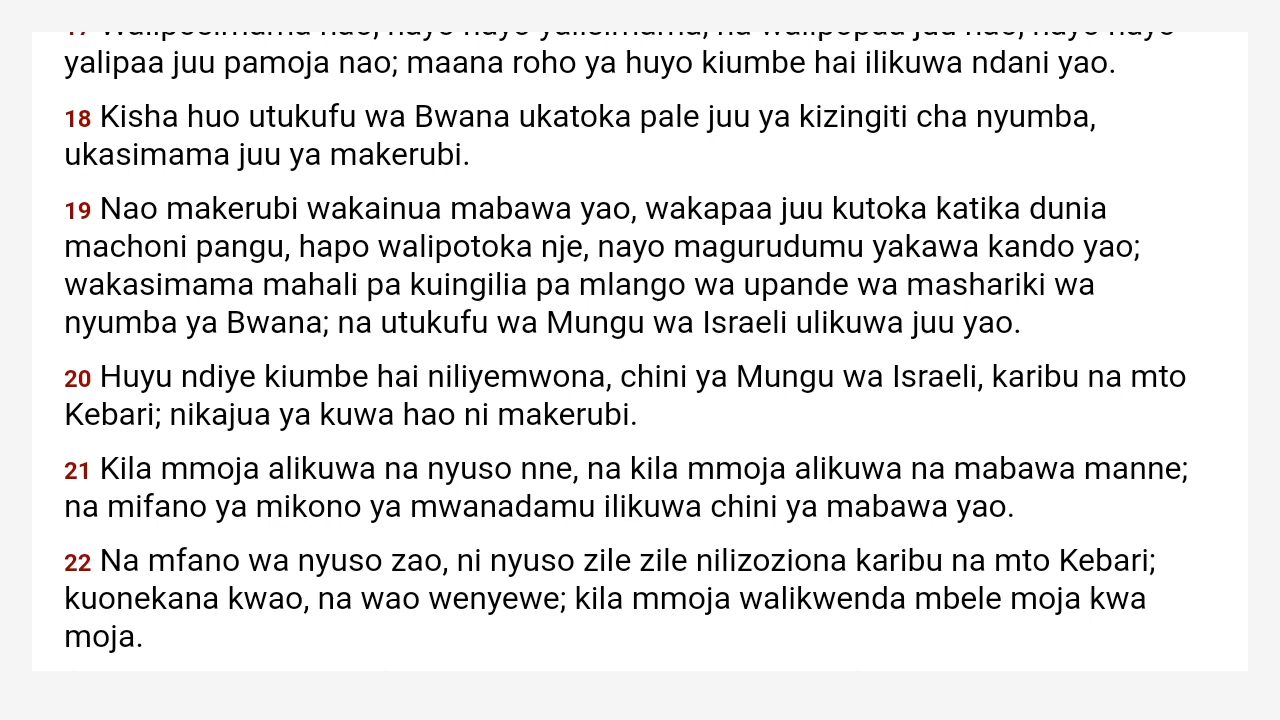 yalipaa juu pamoja nao; maana roho ya huyo kiumbe hai ilikuwa ndani yao.
18 Kisha huo utukufu wa Bwana ukatoka pale juu ya kizingiti cha nyumba,
ukasimama juu ya makerubi.
19 Nao makerubi wakainua mabawa yao, wakapaa juu kutoka katika dunia
machoni pangu, hapo walipotoka nje, nayo magurudumu yakawa kando yao;
wakasimama mahali pa kuingilia pa mlango wa upande wa mashariki wa
nyumba ya Bwana; na utukufu wa Mungu wa Israeli ulikuwa juu yao.
20 Huyu ndiye kiumbe hai niliyemwona, chini ya Mungu wa Israeli, karibu na mto
Kebari; nikajua ya kuwa hao ni makerubi.
21 Kila mmoja alikuwa na nyuso nne, na kila mmoja alikuwa na mabawa manne;
na mifano ya mikono ya mwanadamu ilikuwa chini ya mabawa yao.
22 Na mfano wa nyuso zao, ni nyuso zile zile nilizoziona karibu na mto Kebari;
kuonekana kwao, na wao wenyewe; kila mmoja walikwenda mbele moja kwa
moja.